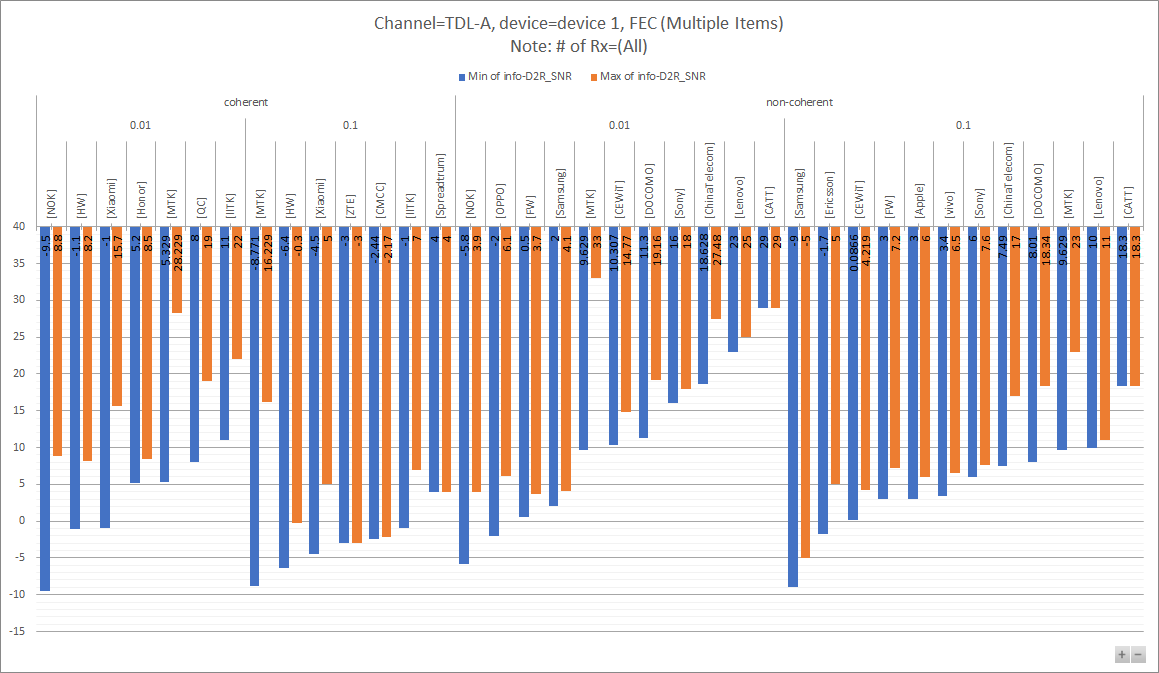 Channel=TDL-A, device=device 1, FEC (Multiple Items)
Note: # of Rx=(All)
Min of info-D2R_SNR Max of info-D2R_SNR
coherent non-coherent
0.01 0.1 0.01 0.1
[NOK] [HW] [Xiaomi] [Honor] [MTK] [QC] [IITK] [MTK] [HW] [Xiaomi] [ZTE] [CMCC] [IITK] [Spreadtrum] [NOK] [OPPO] [FW] [Samsung] [MTK] [CEWiT] [DOCOMO] [Sony] [ChinaTelecom] [Lenovo] [CATT] [Samsung] [Ericsson] [CEWiT] [FW] [Apple] [vivo] [Sony] [ChinaTelecom] [DOCOMO] [MTK] [Lenovo] [CATT]
-9.5 8.8 -1.1 8.2 -1 15.7 5.2 8.5 5.329 28.229 8 19 11 22 -8.771 16.229 -6.4 -0.3 -4.5 5 -3 -3 -2.44 -2.17 -1 7 4 4 -5.8 3.9 -2 6.1 0.5 3.7 2 4.1 9.629 33 10.307 14.77 11.3 19.16 16 18 18.628 27.48 23 25 29 29 -9 -5 -1.7 5 0.0866 4.219 3 7.2 3 6 3.4 6.5 6 7.6 7.49 17 8.01 18.34 9.629 23 10 11 18.3 18.3
40
35
30
25
20
15
10
5
0
-5
-10
-15
+ −